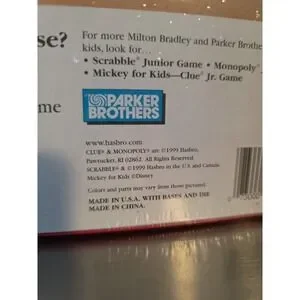 se?
For more Milton Bradley and Parker Brothe
kids, look for…
• Scrabble® Junior Game • Monopoly®
• Mickey for Kids—Clue® Jr. Game
me
PARKER
BROTHERS
www.hasbro.com
CLUE® & MONOPOLY® are ©1999 Hasbro,
Pawtucket, RI 02862. All Rights Reserved.
SCRABBLE® & ©1999 Hasbro in the U.S and Canada.
Mickey for Kids ©Disney
Colors and parts may vary from those pictured.
MADE IN U.S.A. WITH BASES AND DIE
MADE IN CHINA.